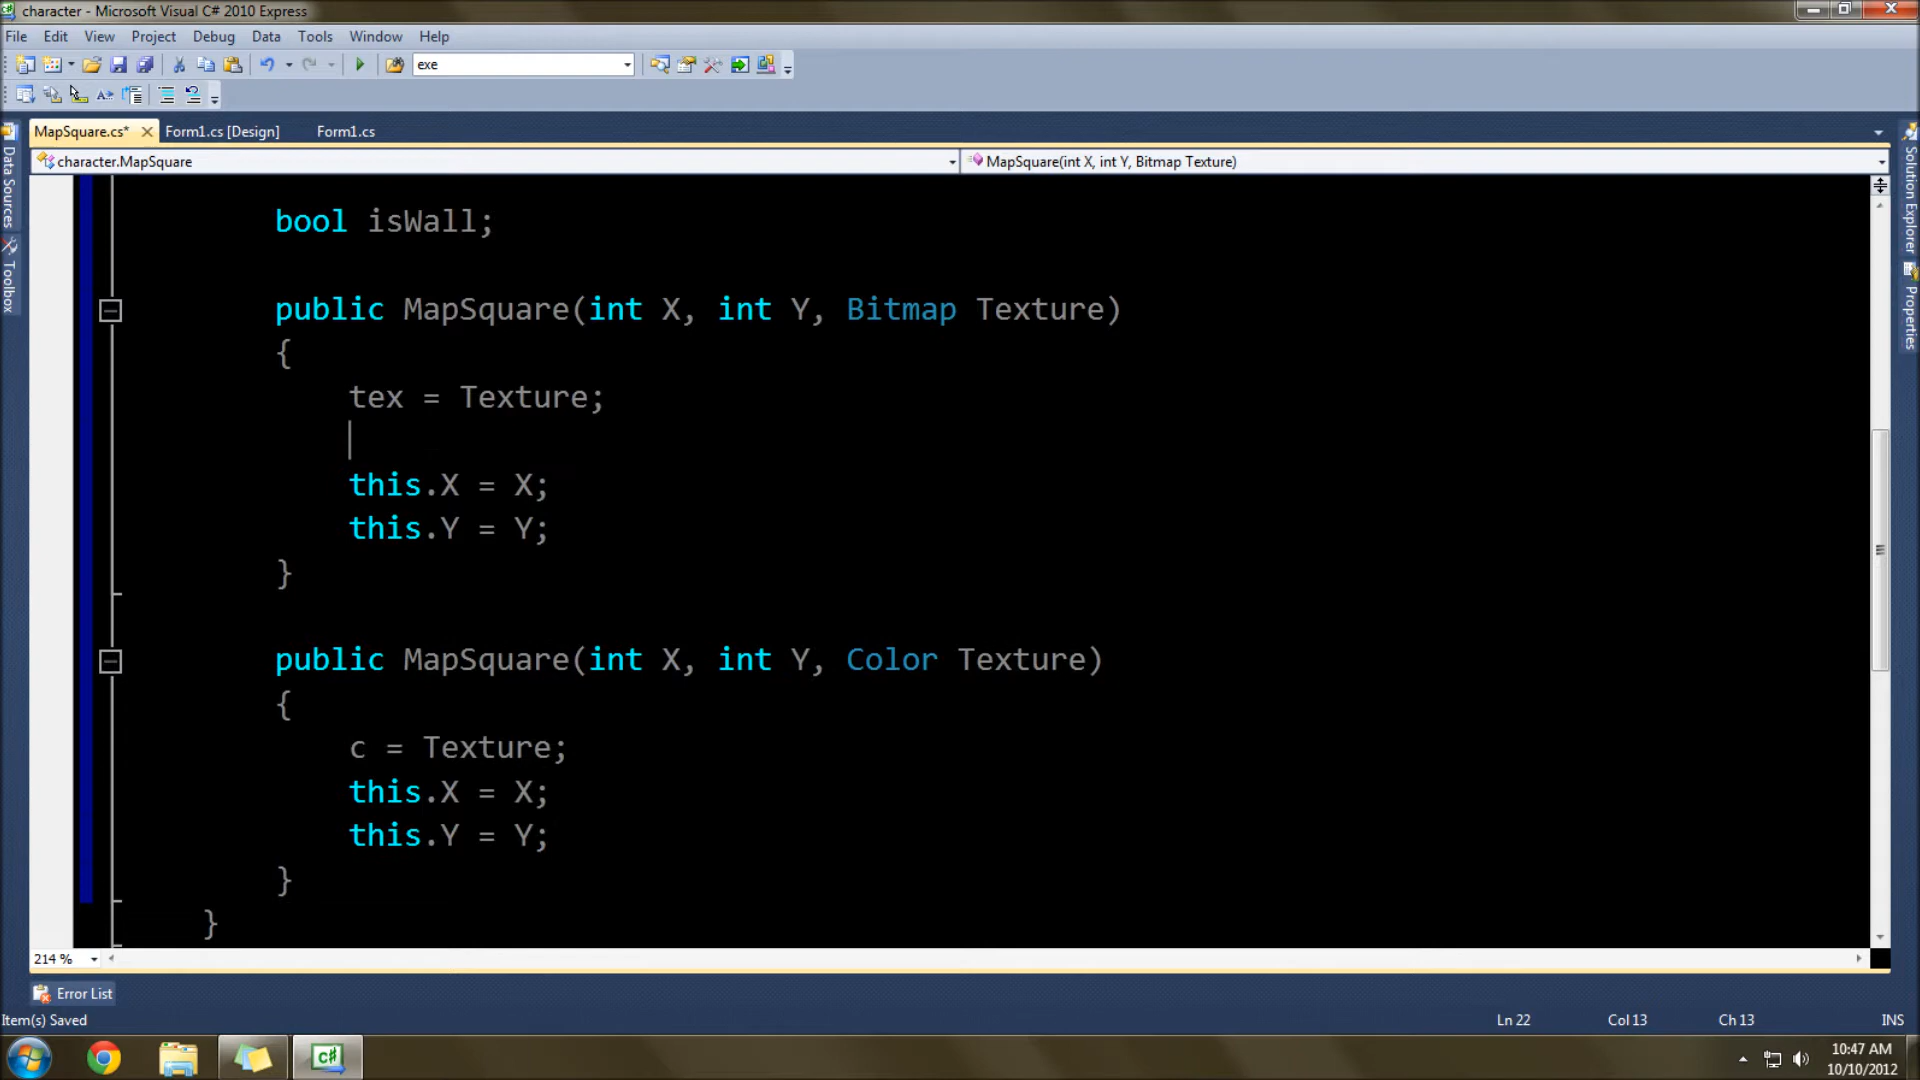 character - Microsoft Visual C# 2010 Express
File Edit View Project Debug Data Tools Window Help
exe
MapSquare.cs* Form1.cs [Design] Form1.cs
character.MapSquare MapSquare(int X, int Y, Bitmap Texture)
Data Sources
Toolbox
Solution Explorer
Properties
bool isWall;
public MapSquare(int X, int Y, Bitmap Texture)
{
tex = Texture;
this.X = X;
this.Y = Y;
}
public MapSquare(int X, int Y, Color Texture)
{
c = Texture;
this.X = X;
this.Y = Y;
}
}
214 %
Error List
Item(s) Saved Ln 22 Col 13 Ch 13 INS
C#
10:47 AM
10/10/2012